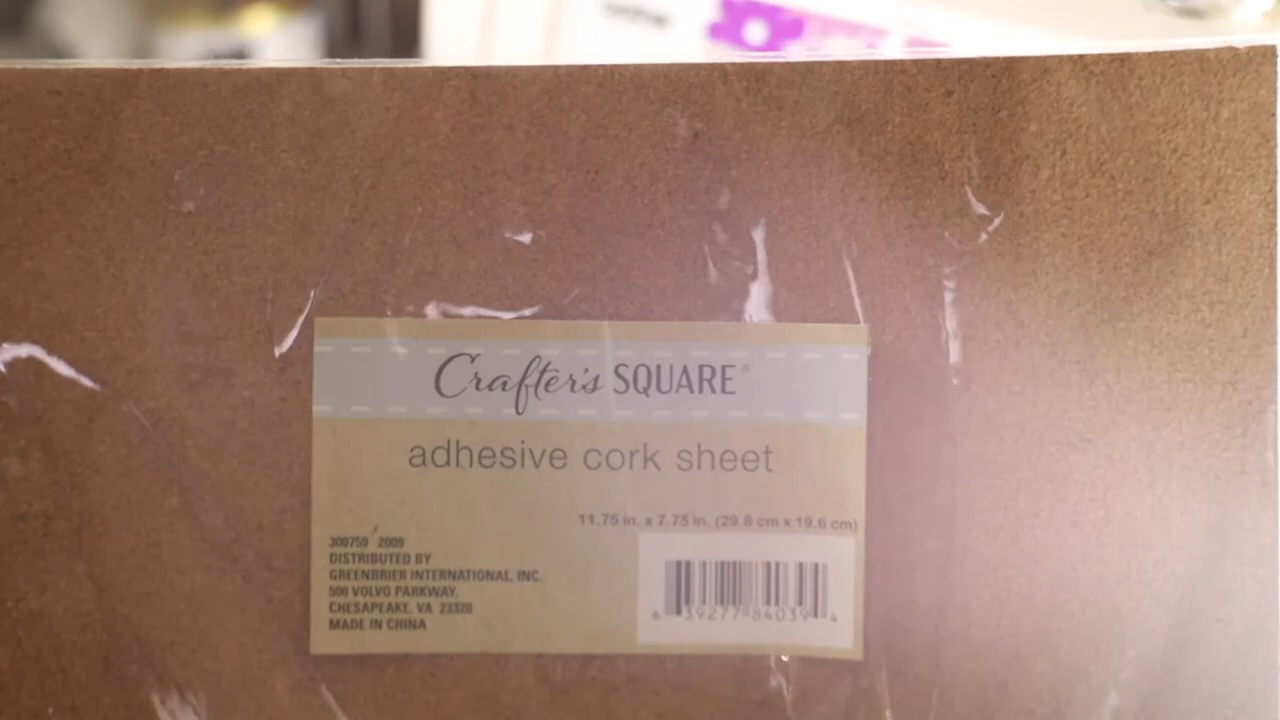 Crafter's SQUARE®
adhesive cork sheet
11.75 in. x 7.75 in. (29.8 cm x 19.6 cm)
300759 2009
DISTRIBUTED BY
GREENBRIER INTERNATIONAL, INC.
500 VOLVO PARKWAY,
CHESAPEAKE, VA 23320
MADE IN CHINA
6 39277 84039 4